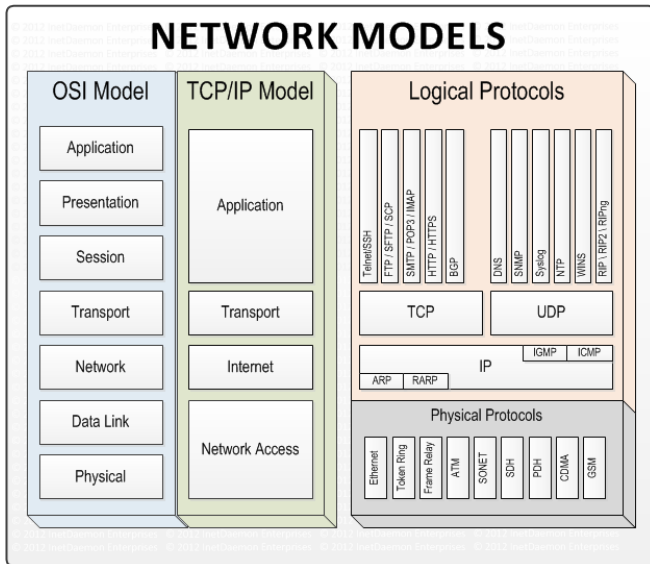 NETWORK MODELS
OSI Model
Application
Presentation
Session
Transport
Network
Data Link
Physical
TCP/IP Model
Application
Transport
Internet
Network Access
Logical Protocols
Telnet/SSH
FTP / SFTP / SCP
SMTP / POP3 / IMAP
HTTP / HTTPS
BGP
DNS
SNMP
Syslog
NTP
WINS
RIP \ RIP2 \ RIPng
TCP
UDP
IP
IGMP
ICMP
ARP
RARP
Physical Protocols
Ethernet
Token Ring
Frame Relay
ATM
SONET
SDH
PDH
CDMA
GSM
© 2012 InetDaemon Enterprises